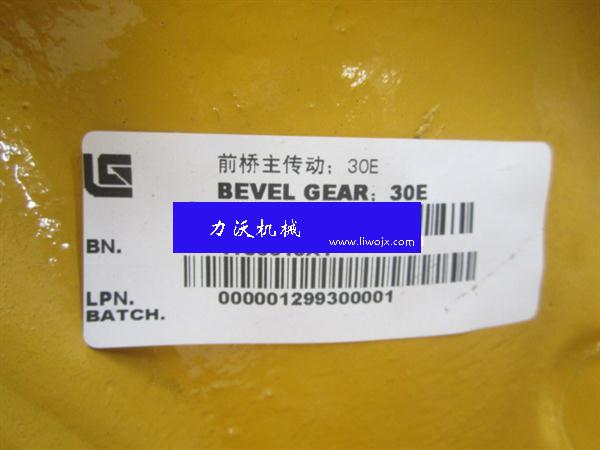 LG
前桥主传动；30E
BEVEL GEAR；30E
力沃机械
www.liwojx.com
BN.
LPN.
000001299300001
BATCH.